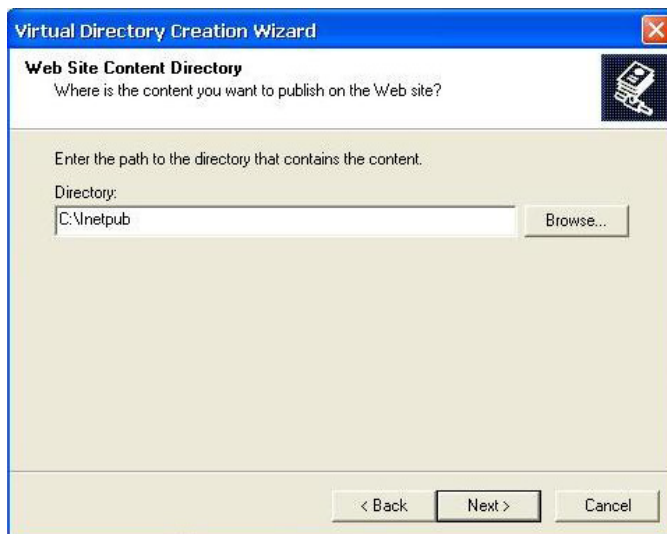 Virtual Directory Creation Wizard
Web Site Content Directory
Where is the content you want to publish on the Web site?
Enter the path to the directory that contains the content.
Directory:
C:\Inetpub
Browse...
< Back
Next >
Cancel